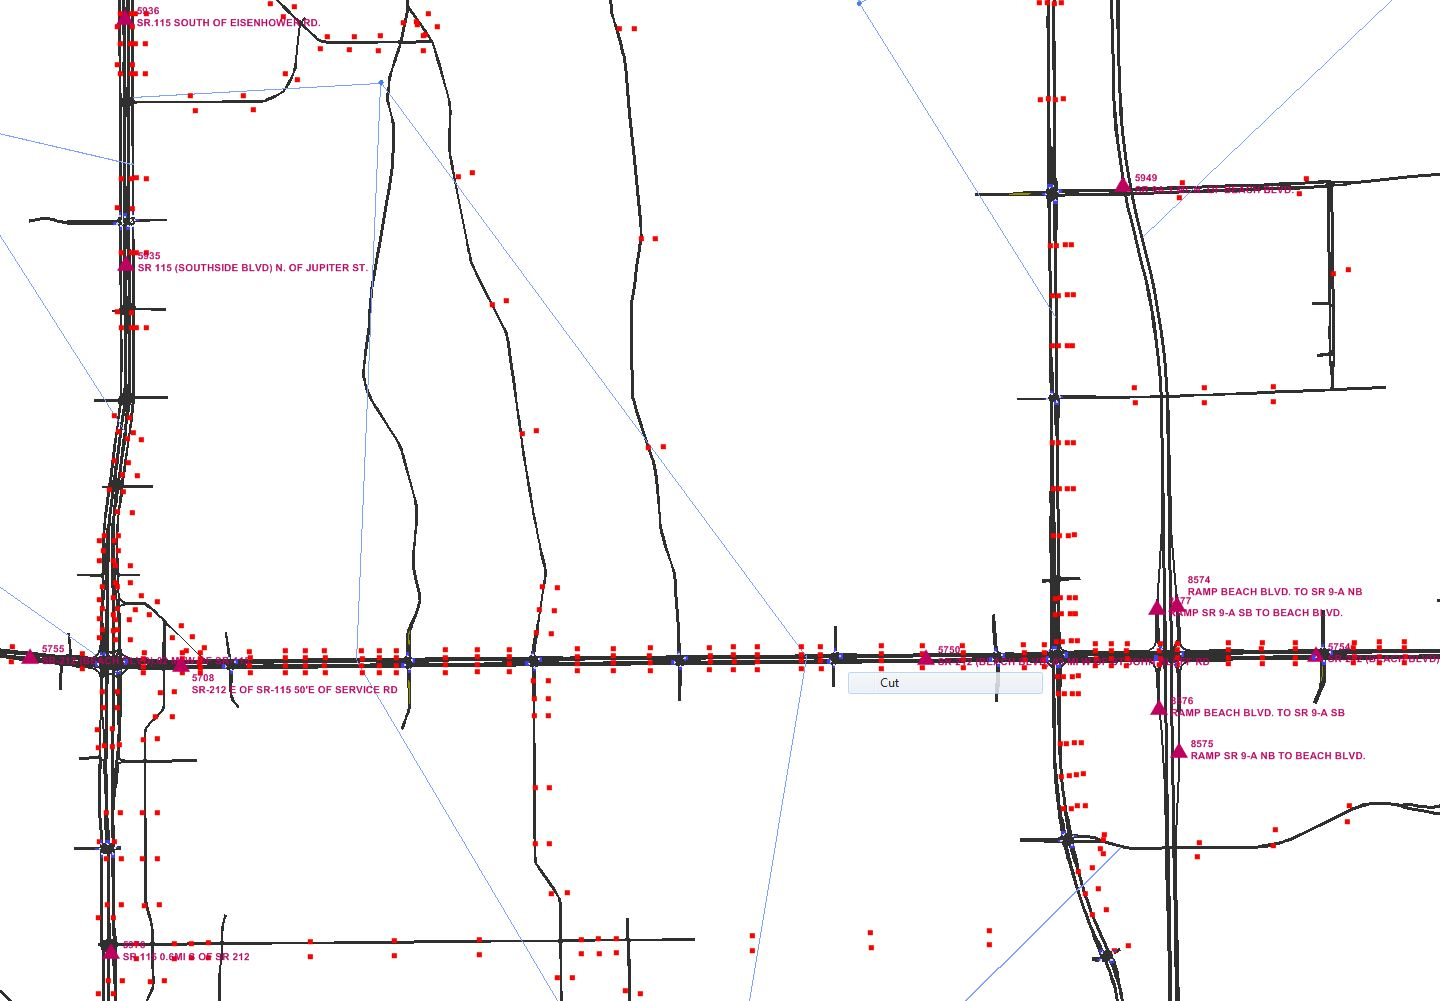 5936
SR.115 SOUTH OF EISENHOWER RD.
5949
5935
SR 115 (SOUTHSIDE BLVD) N. OF JUPITER ST.
8574
RAMP BEACH BLVD. TO SR 9-A NB
RAMP SR 9-A SB TO BEACH BLVD.
5755
5750
5754
5708
SR-212 E OF SR-115 50'E OF SERVICE RD
Cut
8576
RAMP BEACH BLVD. TO SR 9-A SB
8575
RAMP SR 9-A NB TO BEACH BLVD.
SR 115 0.6MI S OF SR 212